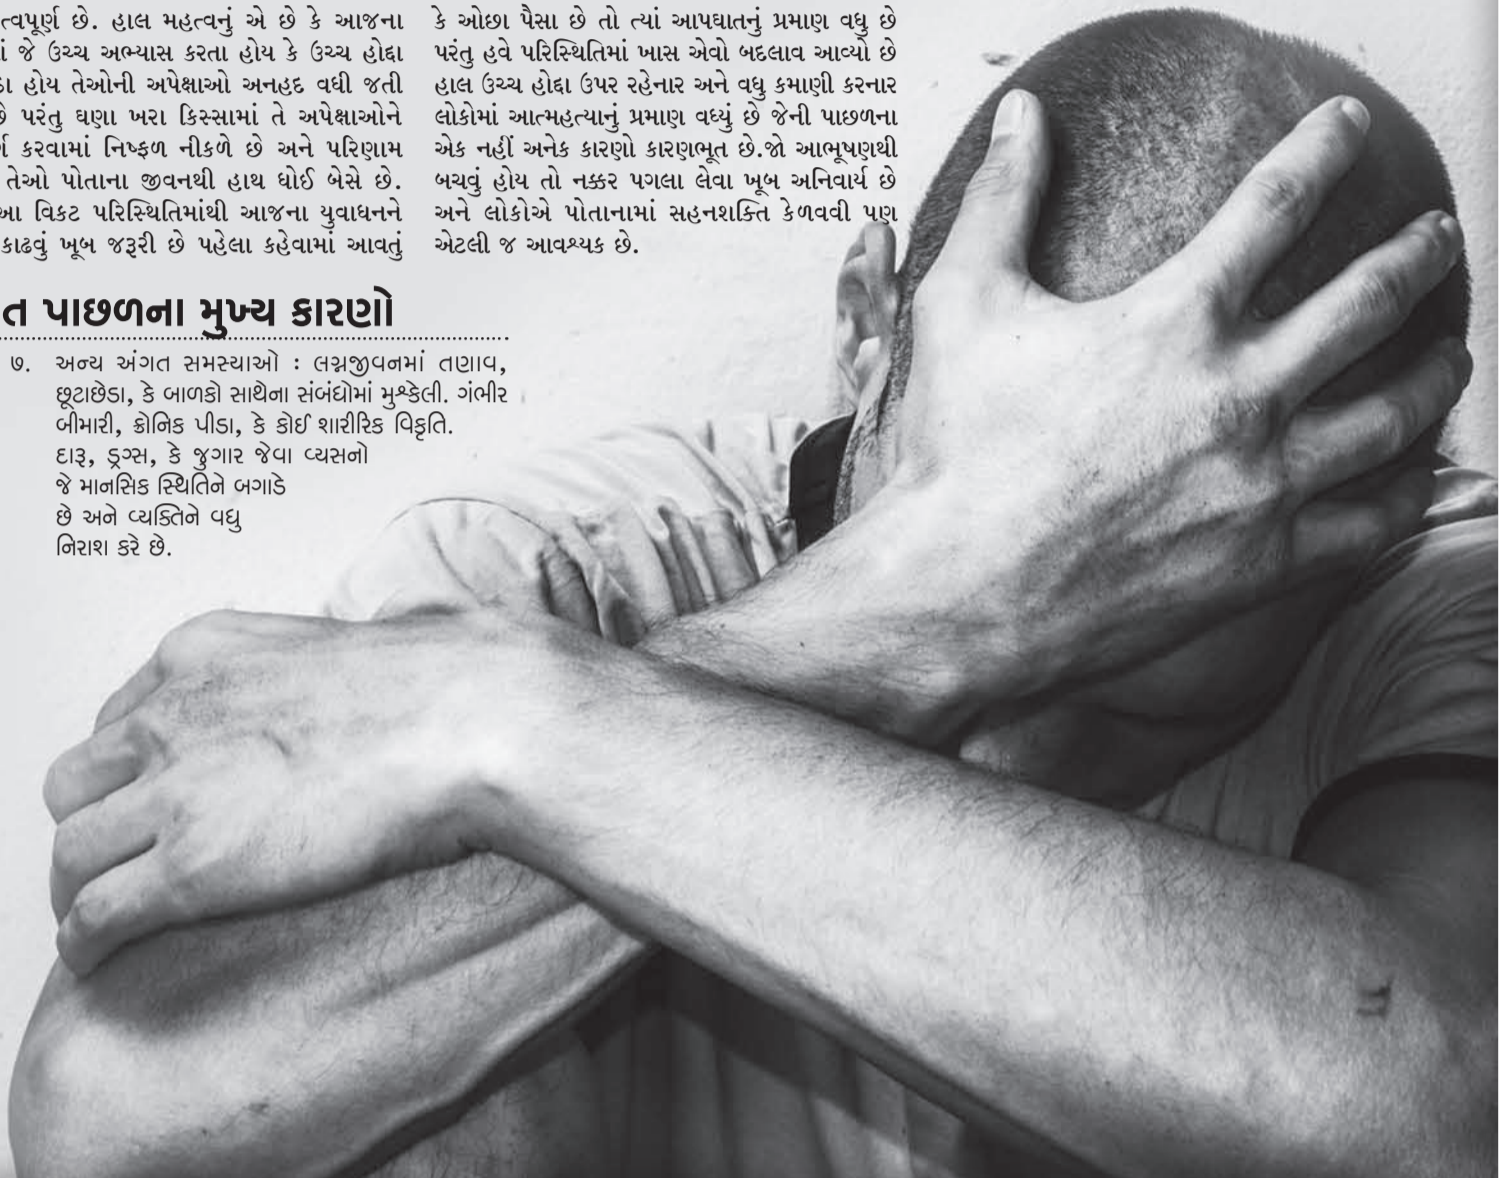 ત્વપૂર્ણ છે. હાલ મહત્વનું એ છે કે આજના
જે ઉચ્ચ અભ્યાસ કરતા હોય કે ઉચ્ચ હોદ્દા
હોય તેઓની અપેક્ષાઓ અનહદ વધી જતી
છે પરંતુ ઘણા ખરા કિસ્સામાં તે અપેક્ષાઓને
કરવામાં નિષ્ફળ નીકળે છે અને પરિણામ
તેઓ પોતાના જીવનથી હાથ ધોઈ બેસે છે.
આ વિકટ પરિસ્થિતિમાંથી આજના યુવાધનને
કાઢવું ખૂબ જરૂરી છે પહેલા કહેવામાં આવતું
કે ઓછા પૈસા છે તો ત્યાં આપઘાતનું પ્રમાણ વધુ છે
પરંતુ હવે પરિસ્થિતિમાં ખાસ એવો બદલાવ આવ્યો છે
હાલ ઉચ્ચ હોદ્દા ઉપર રહેનાર અને વધુ કમાણી કરનાર
લોકોમાં આત્મહત્યાનું પ્રમાણ વધ્યું છે જેની પાછળના
એક નહીં અનેક કારણો કારણભૂત છે.જો આભૂષણથી
બચવું હોય તો નક્કર પગલા લેવા ખૂબ અનિવાર્ય છે
અને લોકોએ પોતાનામાં સહનશક્તિ કેળવવી પણ
એટલી જ આવશ્યક છે.
ત પાછળના મુખ્ય કારણો
૭. અન્ય અંગત સમસ્યાઓ : લગ્નજીવનમાં તણાવ,
છૂટાછેડા, કે બાળકો સાથેના સંબંધોમાં મુશ્કેલી. ગંભીર
બીમારી, ક્રોનિક પીડા, કે કોઈ શારીરિક વિકૃતિ.
દારૂ, ડ્રગ્સ, કે જુગાર જેવા વ્યસનો
જે માનસિક સ્થિતિને બગાડે
છે અને વ્યક્તિને વધુ
નિરાશ કરે છે.